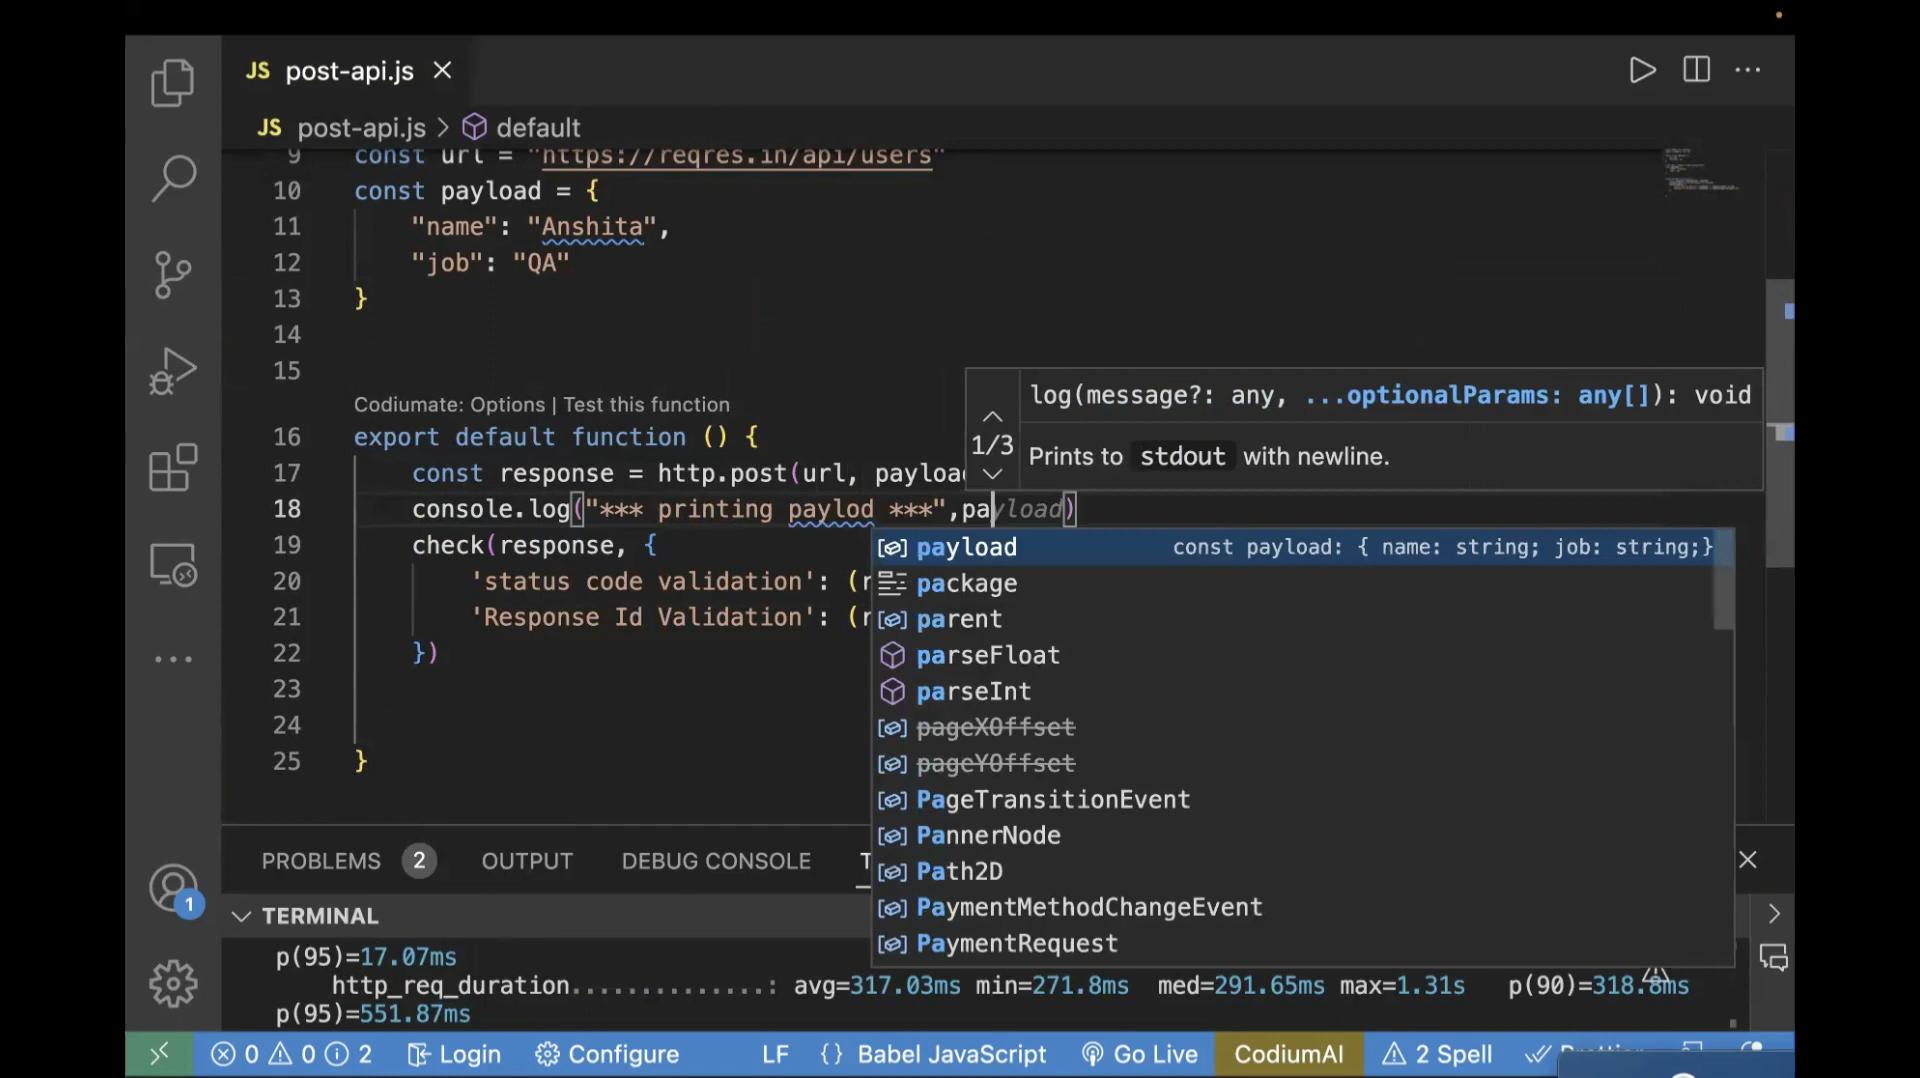 JS post-api.js
JS post-api.js > default
9 const url = "https://reqres.in/api/users"
10 const payload = {
11 "name": "Anshita",
12 "job": "QA"
13 }
14
15
Codiumate: Options | Test this function
16 export default function () {
17 const response = http.post(url, payload
18 console.log("*** printing paylod ***",payload)
19 check(response, {
20 'status code validation': (r
21 'Response Id Validation': (r
22 })
23
24
25 }
1/3
log(message?: any, ...optionalParams: any[]): void
Prints to stdout with newline.
payload const payload: { name: string; job: string;}
package
parent
parseFloat
parseInt
pageXOffset
pageYOffset
PageTransitionEvent
PannerNode
Path2D
PaymentMethodChangeEvent
PaymentRequest
PROBLEMS 2 OUTPUT DEBUG CONSOLE T
1
TERMINAL
p(95)=17.07ms
http_req_duration..............: avg=317.03ms min=271.8ms med=291.65ms max=1.31s p(90)=318.8ms
p(95)=551.87ms
0 0 2 Login Configure LF {} Babel JavaScript Go Live CodiumAI 2 Spell